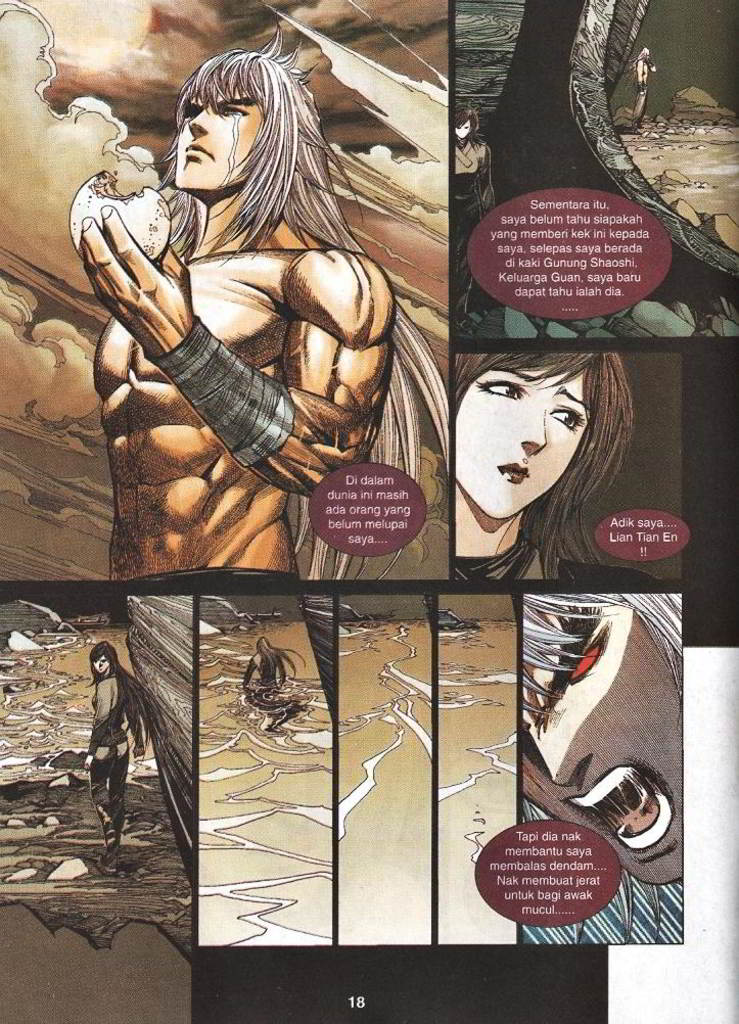 Di dalam
dunia ini masih
ada orang yang
belum melupai
saya....
Sementara itu,
saya belum tahu siapakah
yang memberi kek ini kepada
saya, selepas saya berada
di kaki Gunung Shaoshi,
Keluarga Guan, saya baru
dapat tahu ialah dia.
.....
Adik saya....
Lian Tian En
!!
Tapi dia nak
membantu saya
membalas dendam....
Nak membuat jerat
untuk bagi awak
mucul......
18